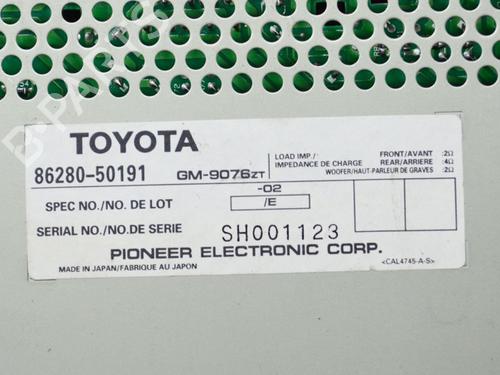 TOYOTA
86280-50191 GM-9076ZT
LOAD IMP./ IMPEDANCE DE CHARGE
FRONT/AVANT :2Ω
REAR/ARRIERE :4Ω
WOOFER/HAUT-PARLEUR DE GRAVES :2Ω
SPEC NO./NO. DE LOT -02 /E
SERIAL NO./NO. DE SERIE SH001123
PIONEER ELECTRONIC CORP.
MADE IN JAPAN/FABRIQUE AU JAPON <CAL4745-A-S>
B-PARTS